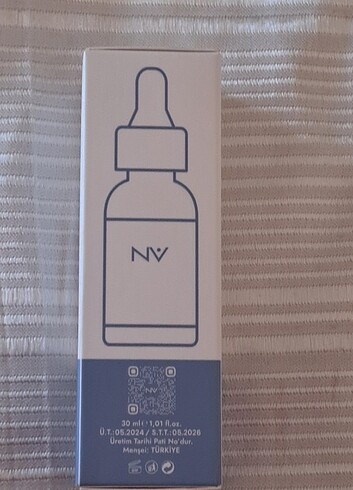 NV
30 ml e 1,01 fl.oz.
Ü.T.:05.2024 / S.T.T.:05.2026
Üretim Tarihi Parti No'dur.
Menşei: TÜRKİYE